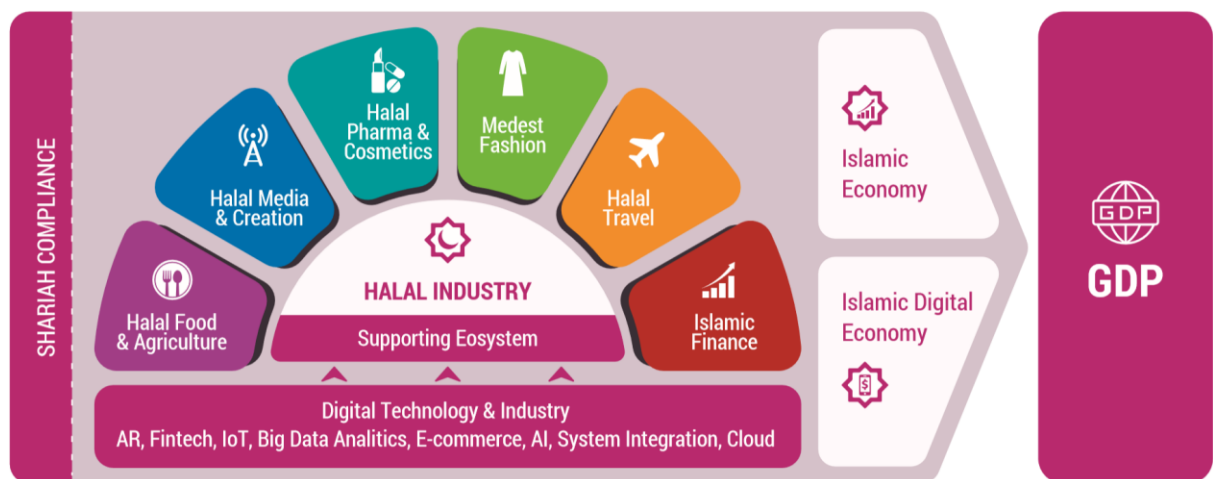 SHARIAH COMPLIANCE
Halal Food
& Agriculture
Halal Media
& Creation
Halal
Pharma &
Cosmetics
Medest
Fashion
Halal
Travel
Islamic
Finance
HALAL INDUSTRY
Supporting Eosystem
Digital Technology & Industry
AR, Fintech, IoT, Big Data Analitics, E-commerce, AI, System Integration, Cloud
Islamic
Economy
Islamic Digital
Economy
$
GDP
GDP